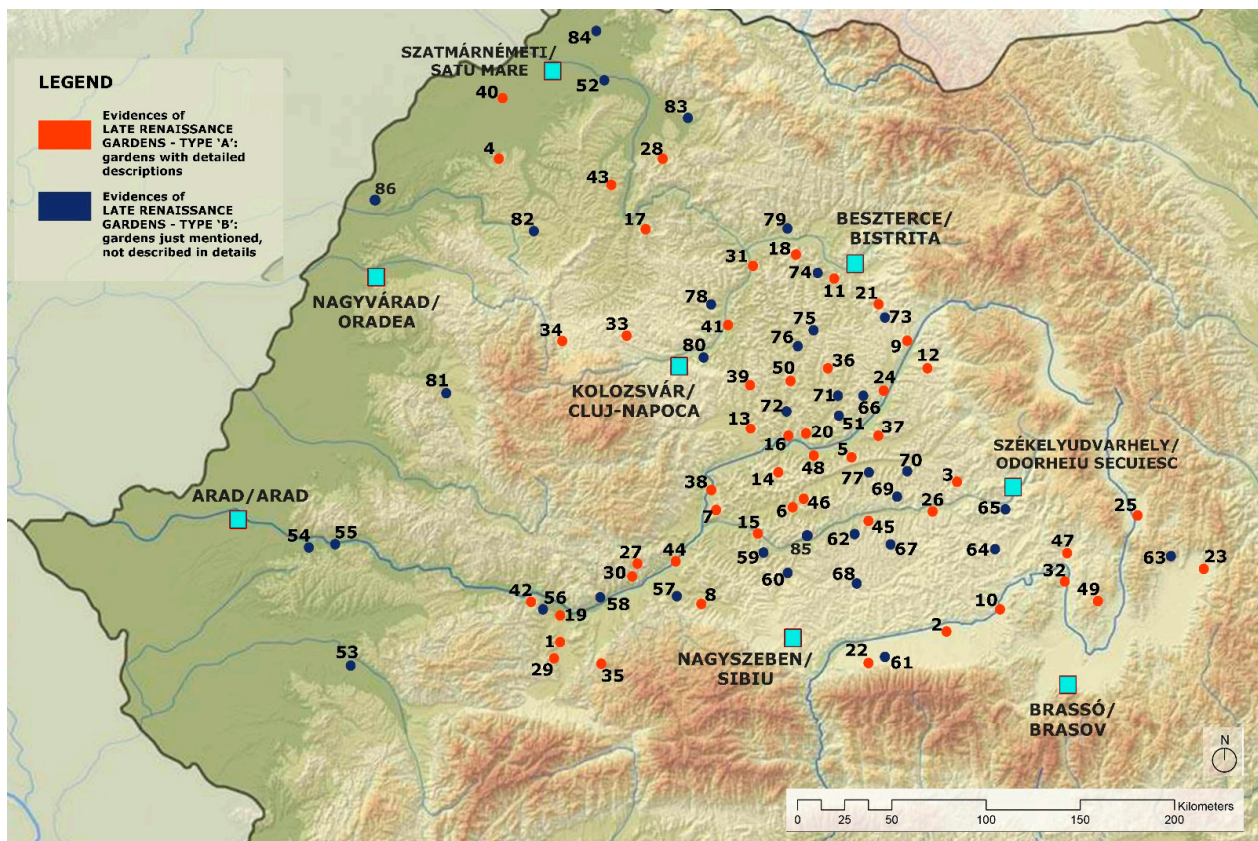 84
SZATMÁRNÉMETI/
SATU MARE
52
LEGEND
40
Evidences of
LATE RENAISSANCE
GARDENS - TYPE 'A':
gardens with detailed
descriptions
83
4
28
43
86
Evidences of
LATE RENAISSANCE
GARDENS - TYPE 'B':
gardens just mentioned,
not described in details
82
17
79
BESZTERCE/
BISTRITA
18
31
74
11
NAGYVÁRAD/
ORADEA
78
21
73
75
41
34
33
76
9
80
12
36
KOLOZSVÁR/
CLUJ-NAPOCA
50
39
24
81
71
66
72
51
13
16
20
37
SZÉKELYUDVARHELY/
ODORHEIU SECUIESC
5
48
70
14
77
3
38
69
ARAD/ARAD
46
6
7
26
65
25
54
55
15
45
85
62
67
59
27
44
64
47
63
23
30
60
68
32
42
56
58
57
8
49
10
19
2
1
53
29
35
NAGYSZEBEN/
SIBIU
22
61
BRASSÓ/
BRASOV
N
Kilometers
0 25 50 100 150 200